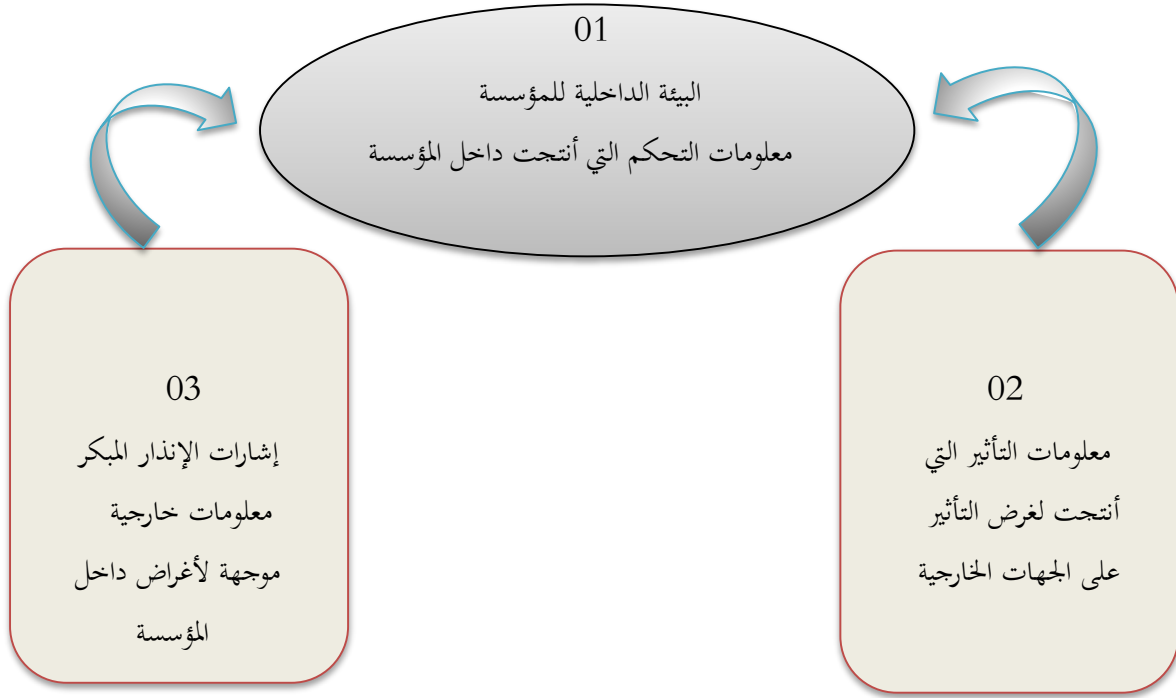 01
البيئة الداخلية للمؤسسة
معلومات التحكم التي أنتجت داخل المؤسسة
02
معلومات التأثير التي
أنتجت لغرض التأثير
على الجهات الخارجية
03
إشارات الإنذار المبكر
معلومات خارجية
موجهة لأغراض داخل
المؤسسة